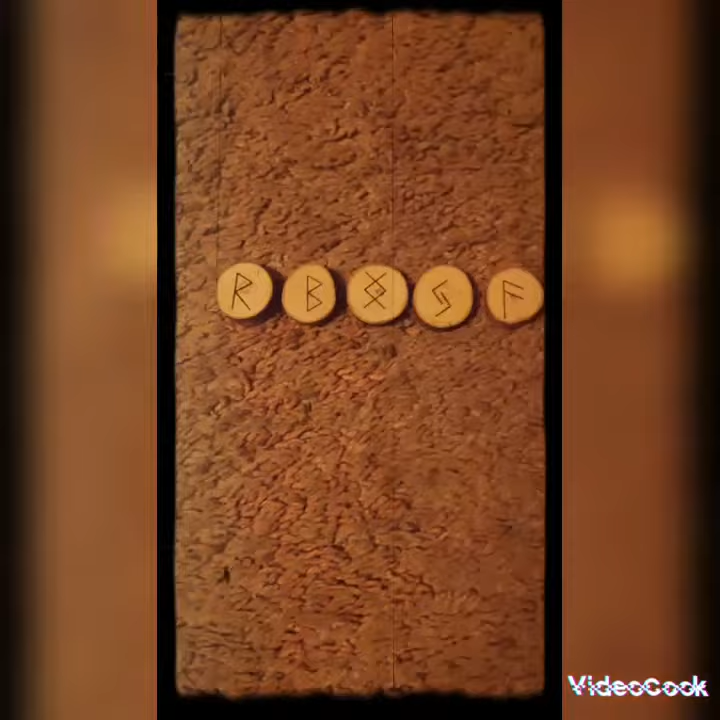 ᚱ ᛒ ᛝ ᛃ ᚨ
VideoCook